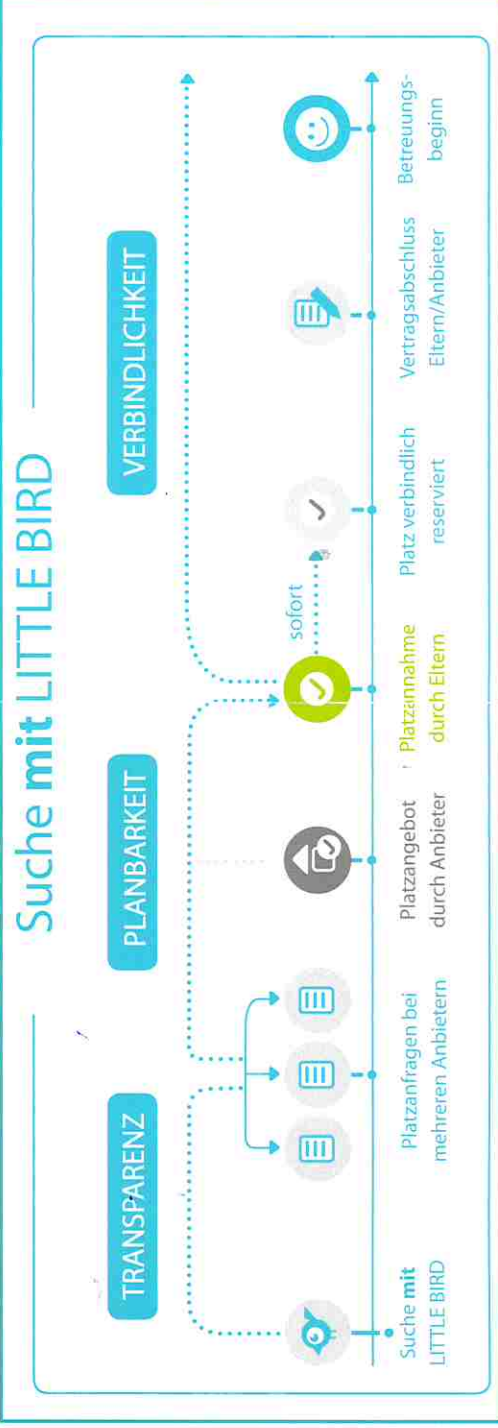 Suche mit LITTLE BIRD
TRANSPARENZ
PLANBARKEIT
VERBINDLICHKEIT
sofort
Suche mit
LITTLE BIRD
Platzanfragen bei
mehreren Anbietern
Platzangebot
durch Anbieter
Platzannahme
durch Eltern
Platz verbindlich
reserviert
Vertragsabschluss
Eltern/Anbieter
Betreuungs-
beginn